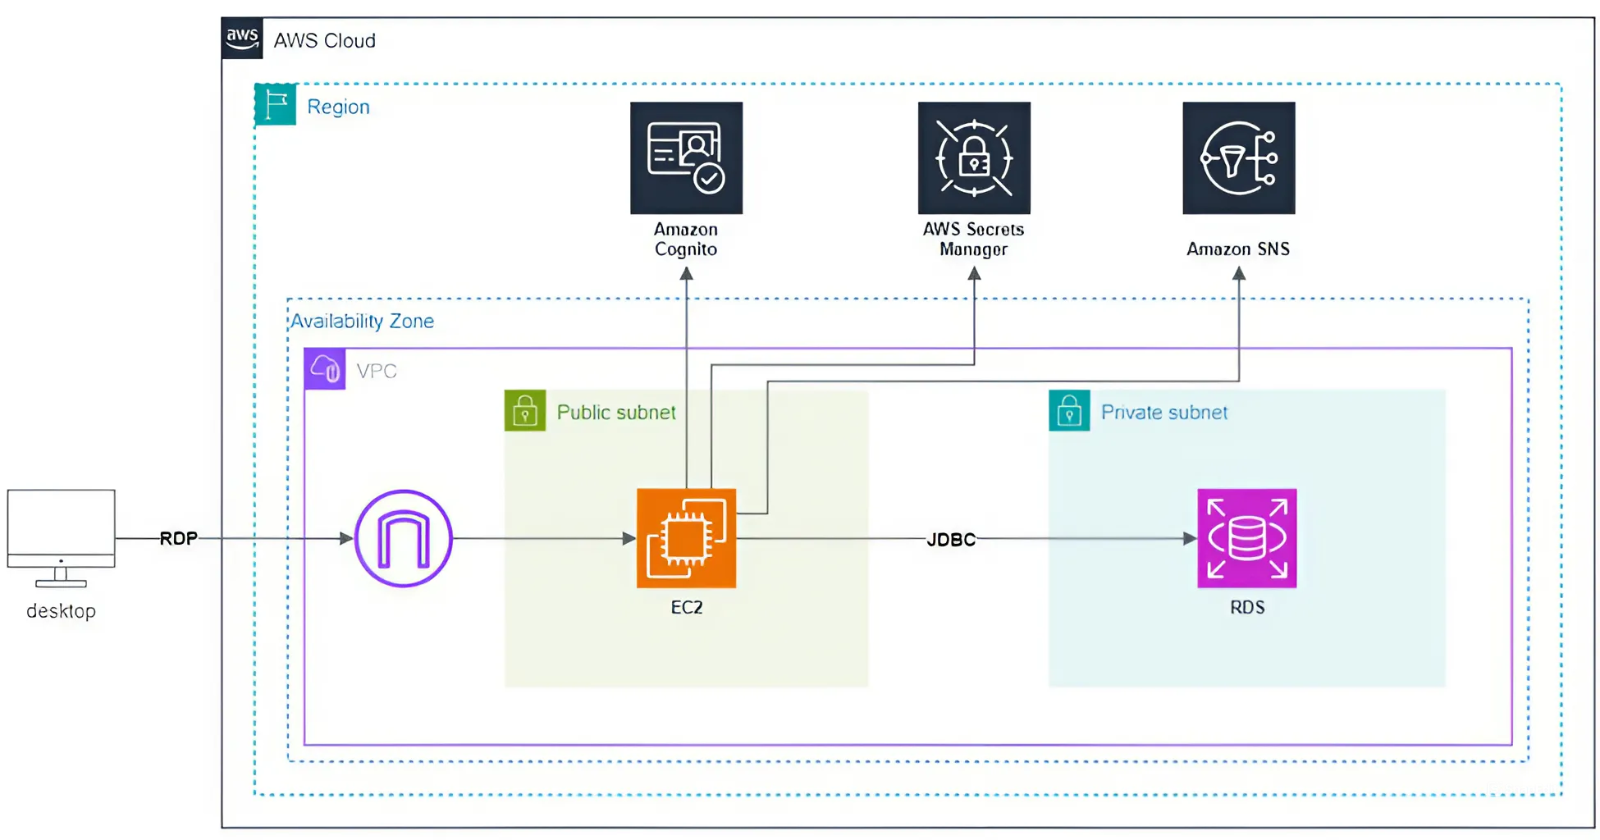 aws
AWS Cloud
Region
Amazon
Cognito
AWS Secrets
Manager
Amazon SNS
Availability Zone
VPC
Public subnet
Private subnet
RDP
JDBC
EC2
RDS
desktop